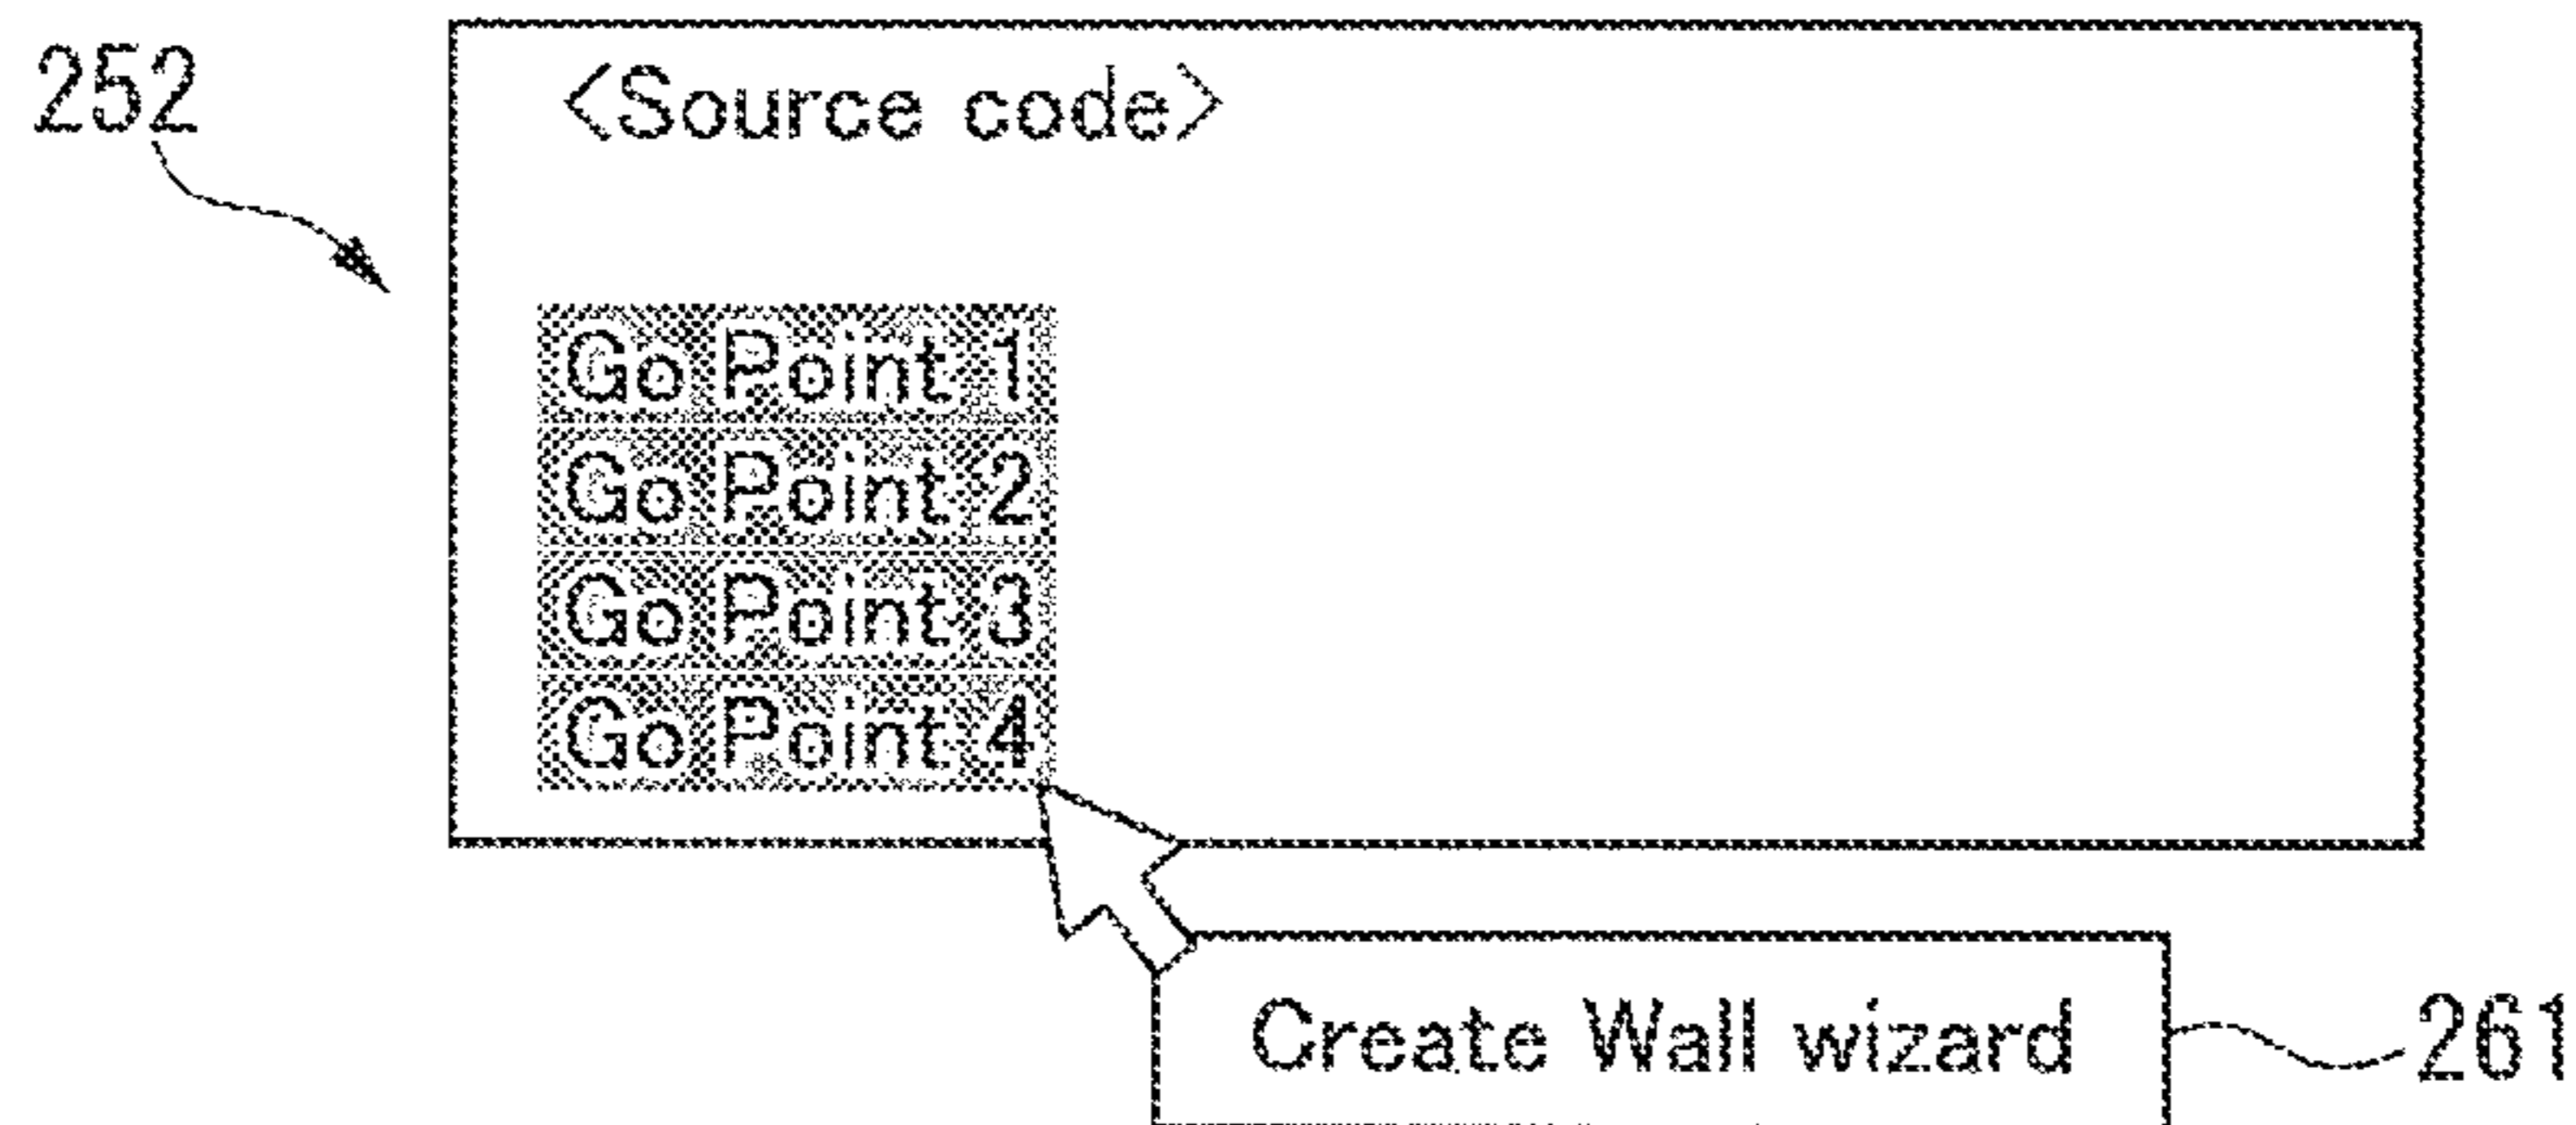 252
<Source code>
Go Point 1
Go Point 2
Go Point 3
Go Point 4
Create Wall wizard
261